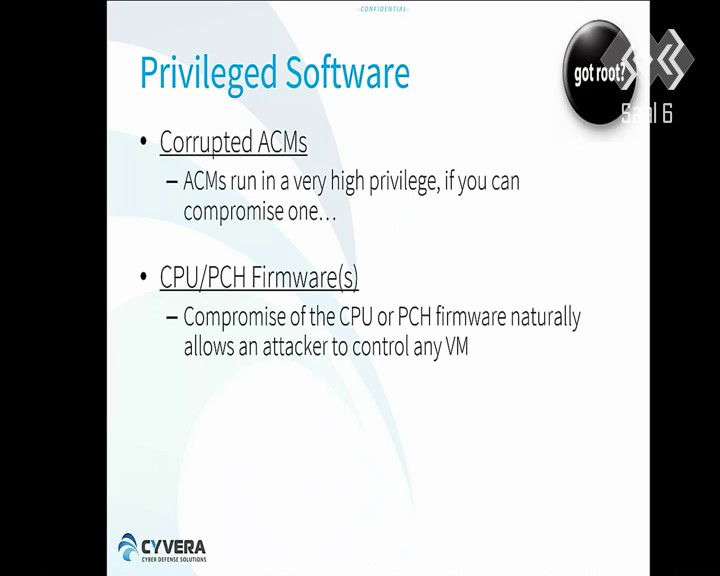 -CONFIDENTIAL-
Privileged Software
got root?
Saal 6
• Corrupted ACMs
– ACMs run in a very high privilege, if you can
compromise one…
• CPU/PCH Firmware(s)
– Compromise of the CPU or PCH firmware naturally
allows an attacker to control any VM
CYVERA
CYBER DEFENSE SOLUTIONS